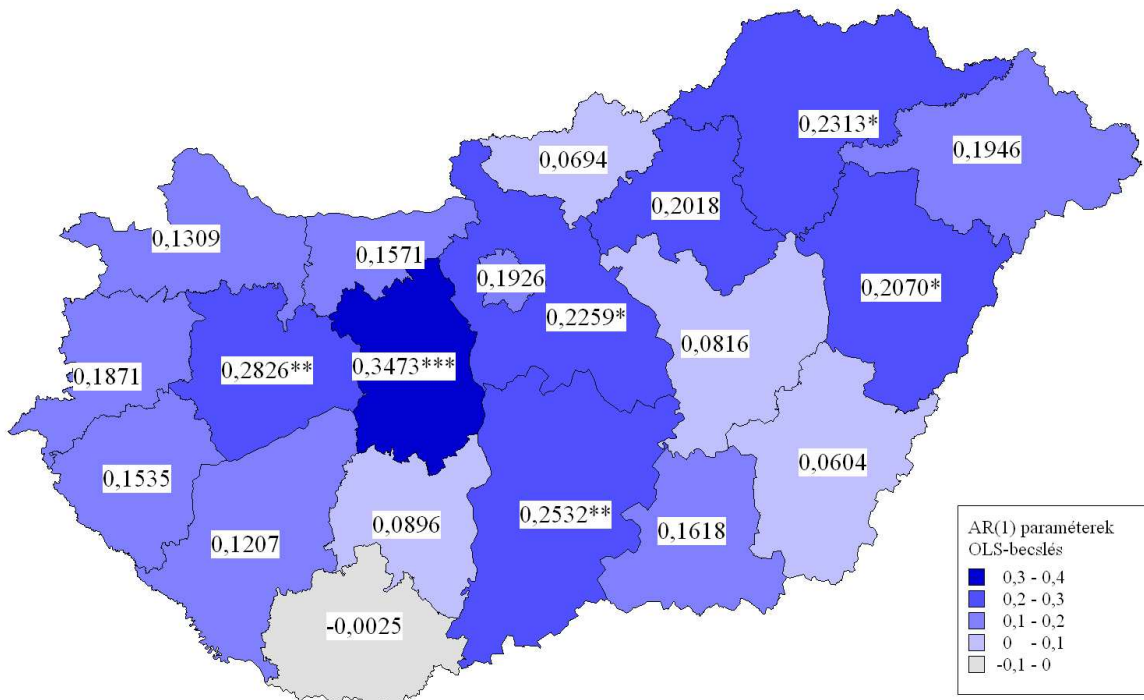 0,2313*
0,1946
0,0694
0,2018
0,1309
0,1571
0,1926
0,2070*
0,2259*
0,0816
0,1871
0,2826**
0,3473***
0,0604
0,1535
0,0896
0,2532**
0,1618
0,1207
-0,0025
AR(1) paraméterek
OLS-becslés
0,3 - 0,4
0,2 - 0,3
0,1 - 0,2
0 - 0,1
-0,1 - 0